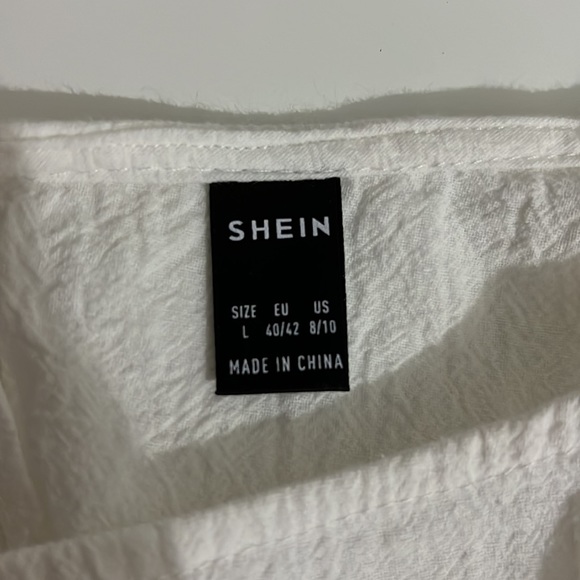 SHEIN
SIZE EU US
L 40/42 8/10
MADE IN CHINA